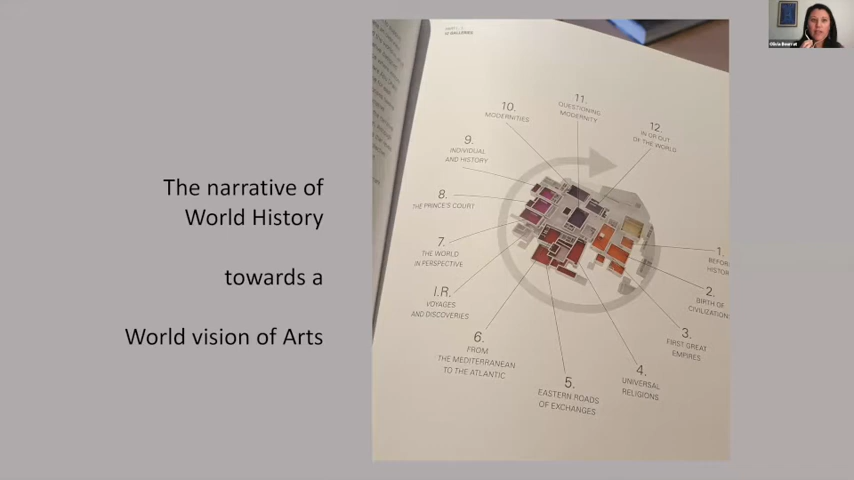 The narrative of
World History
towards a
World vision of Arts
12 GALLERIES
11.
QUESTIONING
MODERNITY
10.
MODERNITIES
12.
IN OR OUT
OF THE WORLD
9.
INDIVIDUAL
AND HISTORY
8.
THE PRINCE'S COURT
7.
THE WORLD
IN PERSPECTIVE
I.R.
VOYAGES
AND DISCOVERIES
6.
FROM
THE MEDITERRANEAN
TO THE ATLANTIC
5.
EASTERN ROADS
OF EXCHANGES
4.
UNIVERSAL
RELIGIONS
3.
FIRST GREAT
EMPIRES
2.
BIRTH OF
CIVILIZATION
1.
BEFOR
HISTOR